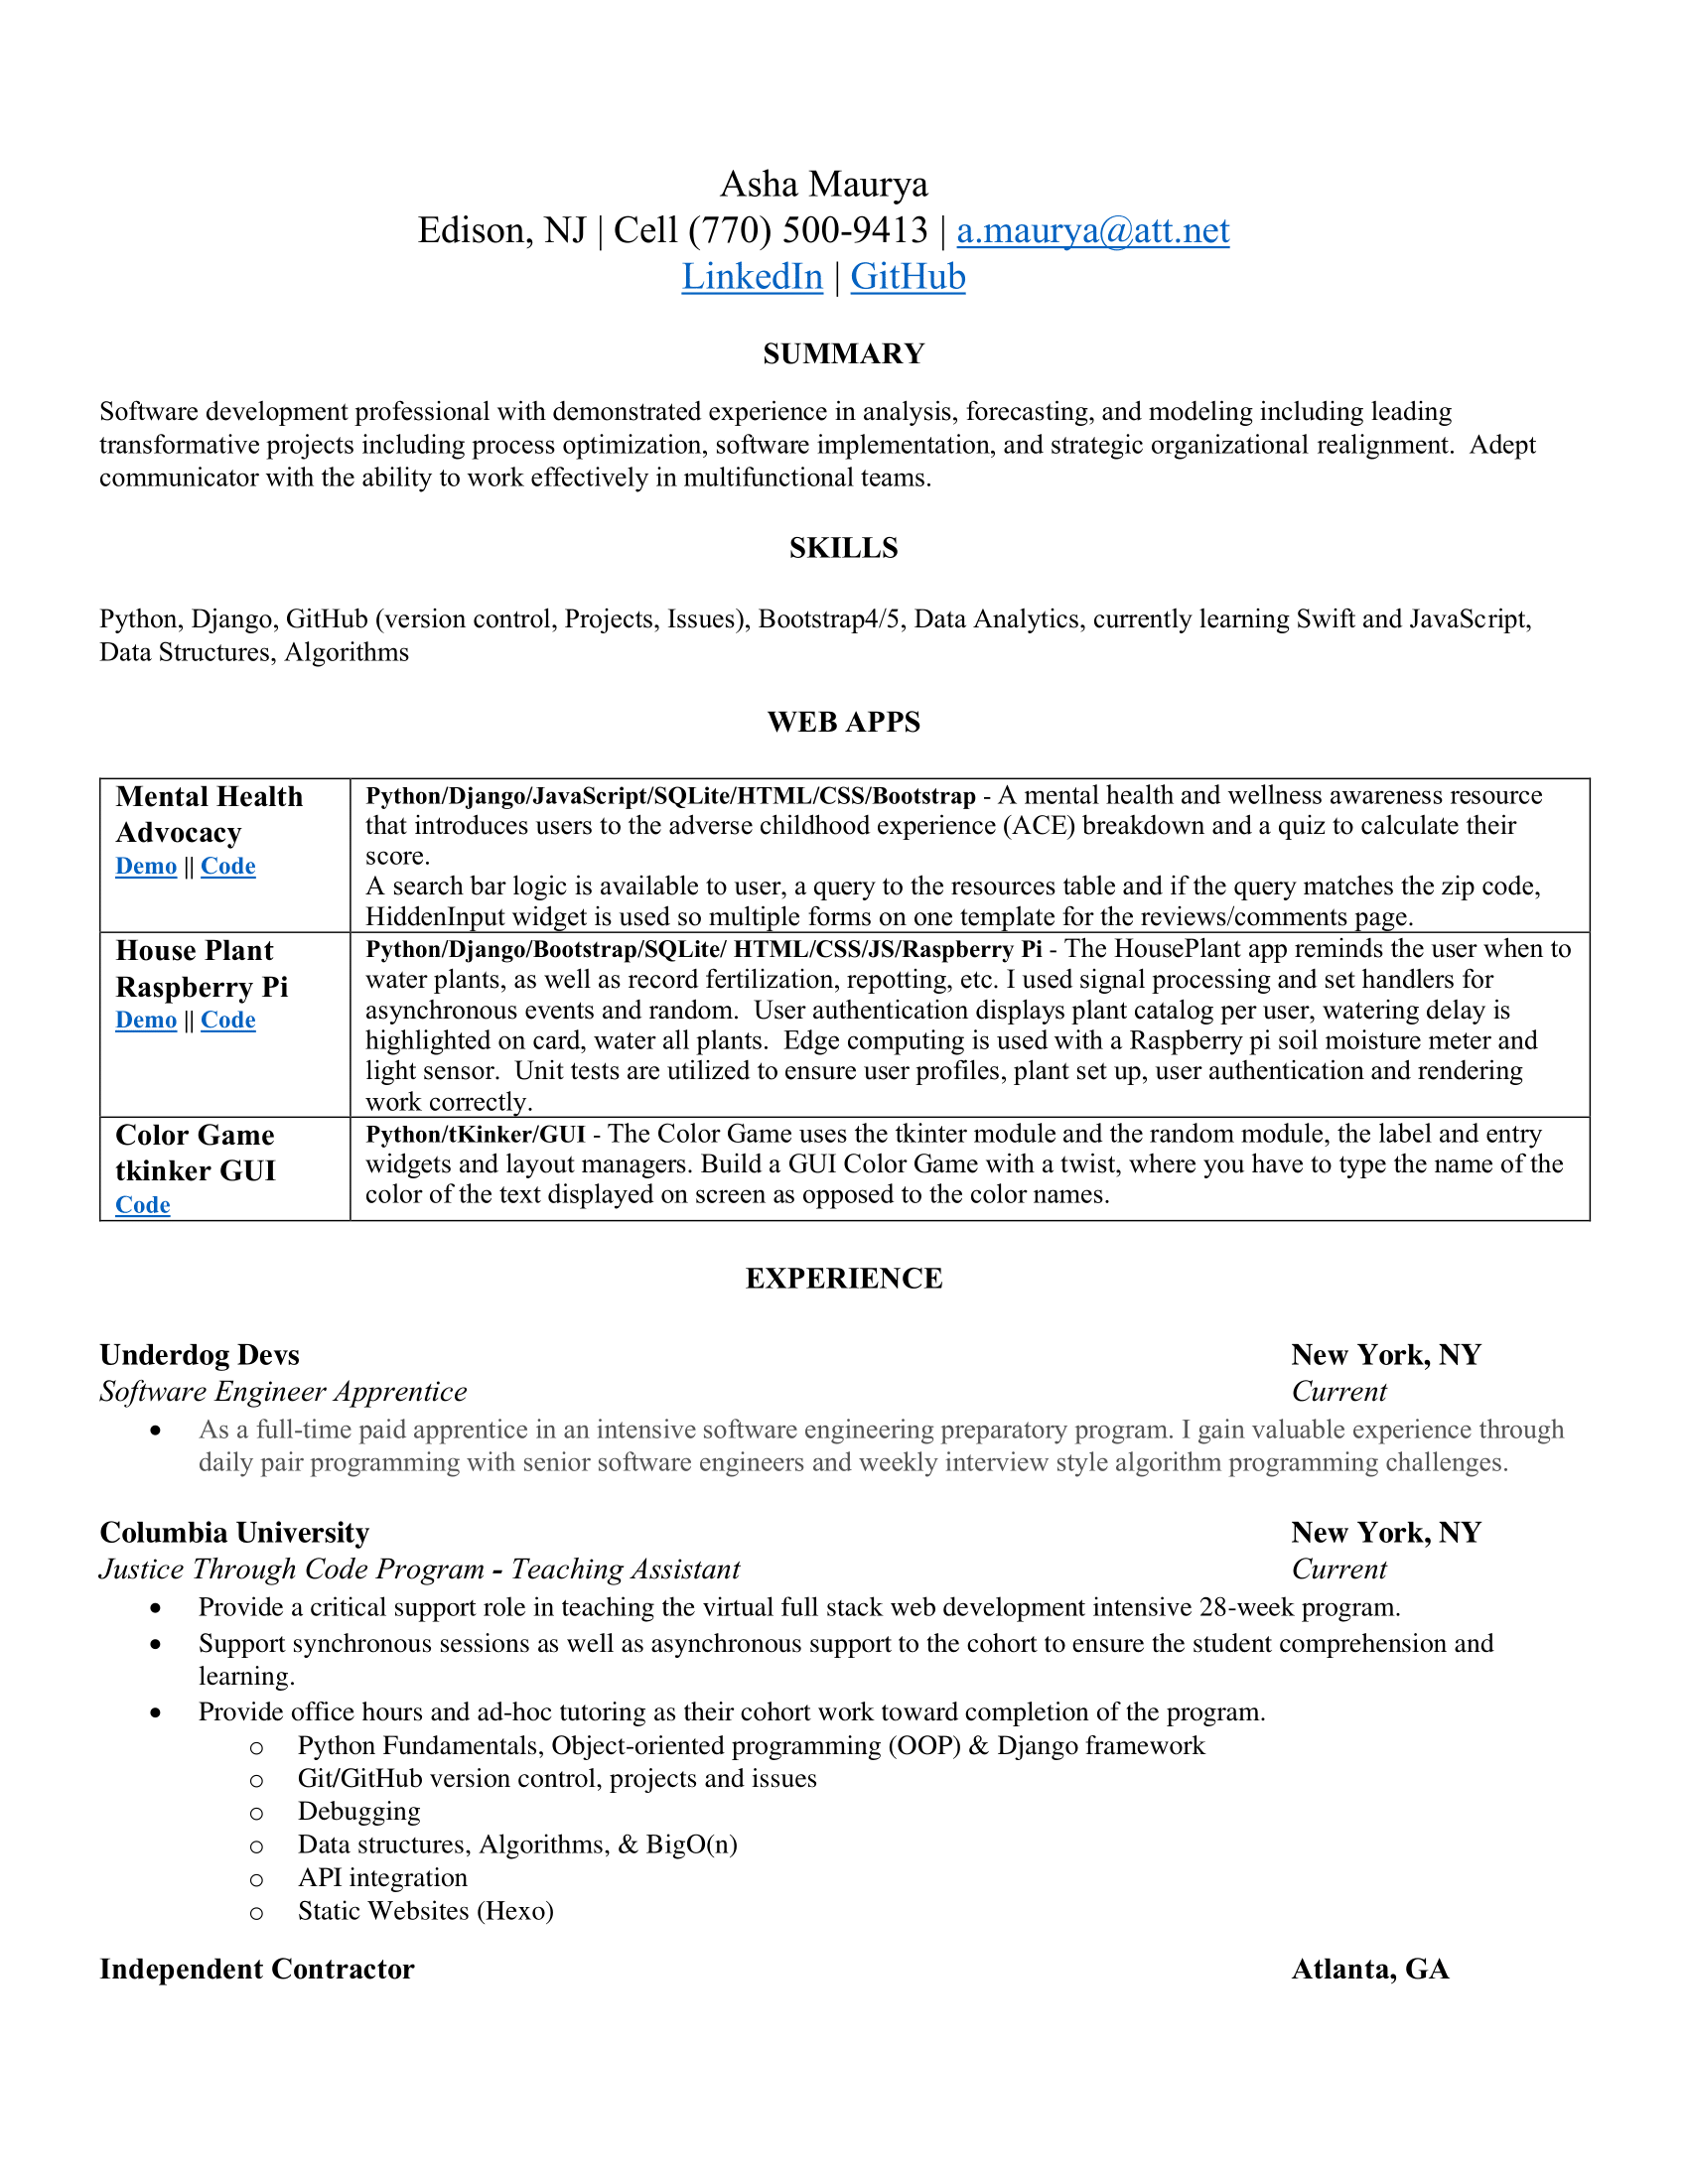 Asha Maurya
Edison, NJ | Cell (770) 500-9413 | a.maurya@att.net
LinkedIn | GitHub
SUMMARY
Software development professional with demonstrated experience in analysis, forecasting, and modeling including leading
transformative projects including process optimization, software implementation, and strategic organizational realignment.  Adept
communicator with the ability to work effectively in multifunctional teams.
SKILLS
Python, Django, GitHub (version control, Projects, Issues), Bootstrap4/5, Data Analytics, currently learning Swift and JavaScript,
Data Structures, Algorithms
WEB APPS
Mental Health
Advocacy
Demo || Code
Python/Django/JavaScript/SQLite/HTML/CSS/Bootstrap - A mental health and wellness awareness resource
that introduces users to the adverse childhood experience (ACE) breakdown and a quiz to calculate their
score.
A search bar logic is available to user, a query to the resources table and if the query matches the zip code,
HiddenInput widget is used so multiple forms on one template for the reviews/comments page.
House Plant
Raspberry Pi
Demo || Code
Python/Django/Bootstrap/SQLite/ HTML/CSS/JS/Raspberry Pi - The HousePlant app reminds the user when to
water plants, as well as record fertilization, repotting, etc. I used signal processing and set handlers for
asynchronous events and random.  User authentication displays plant catalog per user, watering delay is
highlighted on card, water all plants.  Edge computing is used with a Raspberry pi soil moisture meter and
light sensor.  Unit tests are utilized to ensure user profiles, plant set up, user authentication and rendering
work correctly.
Color Game
tkinker GUI
Code
Python/tKinker/GUI - The Color Game uses the tkinter module and the random module, the label and entry
widgets and layout managers. Build a GUI Color Game with a twist, where you have to type the name of the
color of the text displayed on screen as opposed to the color names.
EXPERIENCE
Underdog Devs New York, NY
Software Engineer Apprentice Current
• As a full-time paid apprentice in an intensive software engineering preparatory program. I gain valuable experience through
daily pair programming with senior software engineers and weekly interview style algorithm programming challenges.
Columbia University New York, NY
Justice Through Code Program - Teaching Assistant Current
• Provide a critical support role in teaching the virtual full stack web development intensive 28-week program.
• Support synchronous sessions as well as asynchronous support to the cohort to ensure the student comprehension and
learning.
• Provide office hours and ad-hoc tutoring as their cohort work toward completion of the program.
o Python Fundamentals, Object-oriented programming (OOP) & Django framework
o Git/GitHub version control, projects and issues
o Debugging
o Data structures, Algorithms, & BigO(n)
o API integration
o Static Websites (Hexo)
Independent Contractor Atlanta, GA